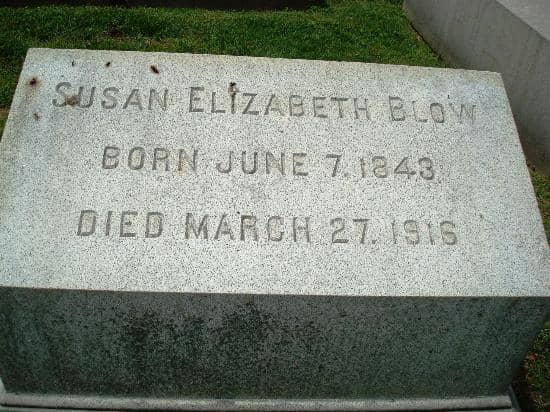 SUSAN ELIZABETH BLOW
BORN JUNE 7. 1843.
DIED MARCH 27. 1916